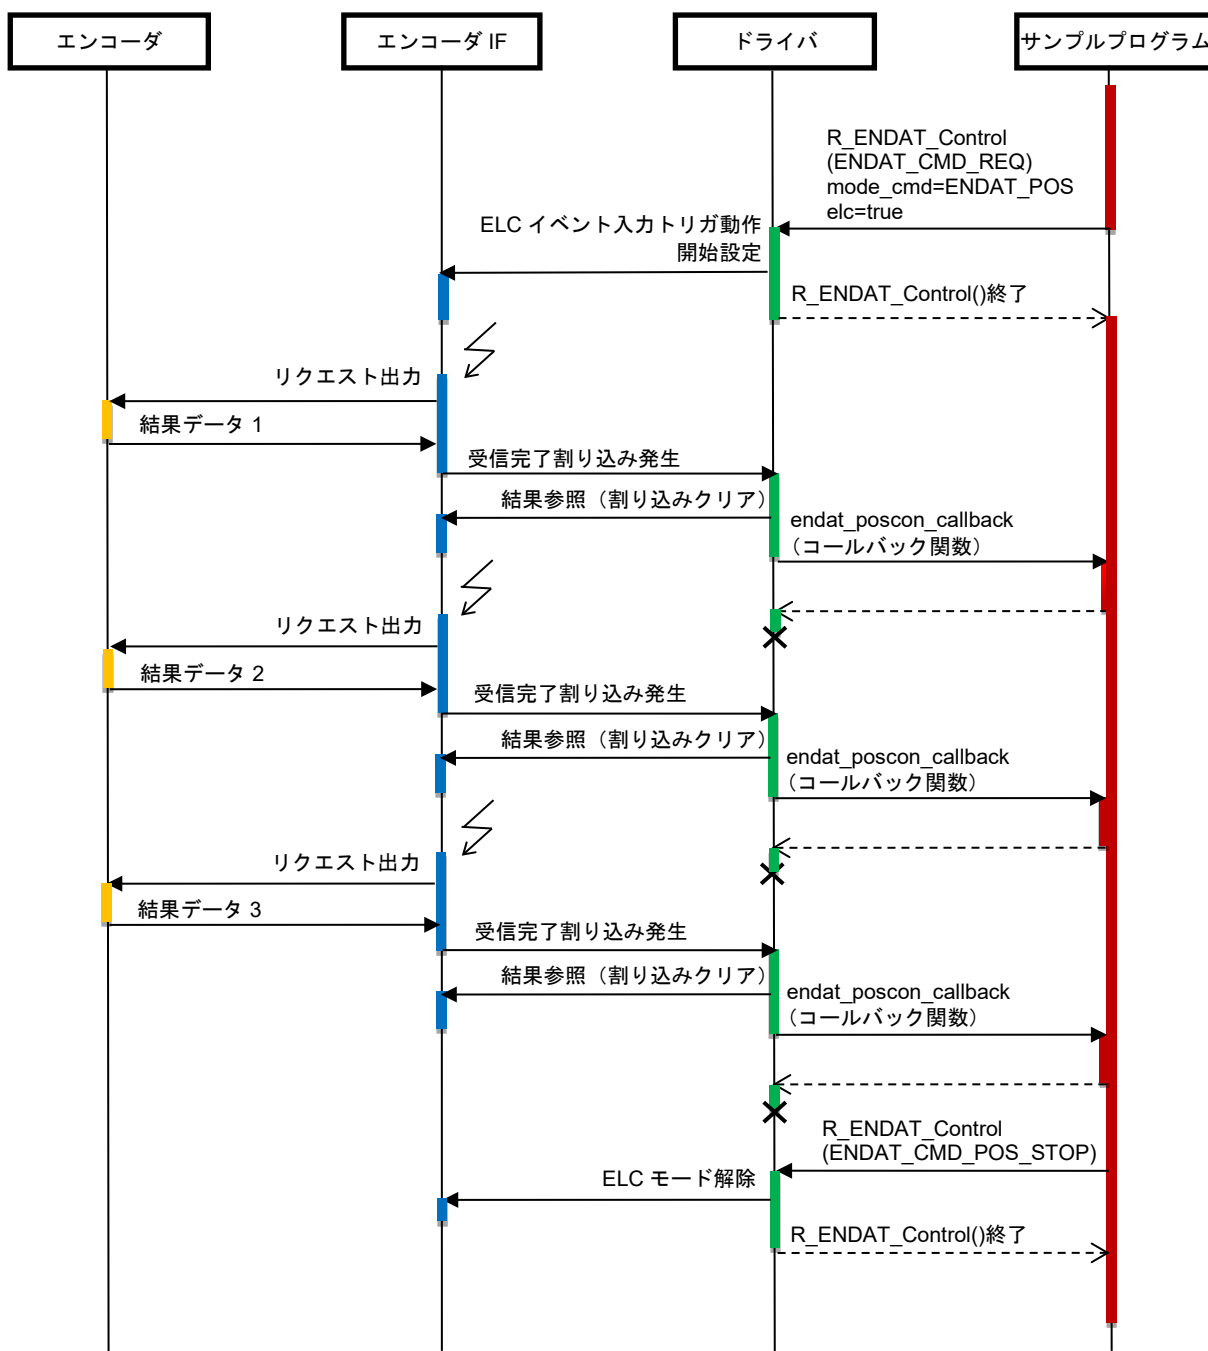 エンコーダ
エンコーダ IF
ドライバ
サンプルプログラム
R_ENDAT_Control
(ENDAT_CMD_REQ)
mode_cmd=ENDAT_POS
elc=true
ELC イベント入力トリガ動作
開始設定
R_ENDAT_Control()終了
リクエスト出力
結果データ 1
受信完了割り込み発生
結果参照（割り込みクリア）
endat_poscon_callback
（コールバック関数）
リクエスト出力
結果データ 2
受信完了割り込み発生
結果参照（割り込みクリア）
endat_poscon_callback
（コールバック関数）
リクエスト出力
結果データ 3
受信完了割り込み発生
結果参照（割り込みクリア）
endat_poscon_callback
（コールバック関数）
R_ENDAT_Control
(ENDAT_CMD_POS_STOP)
ELC モード解除
R_ENDAT_Control()終了